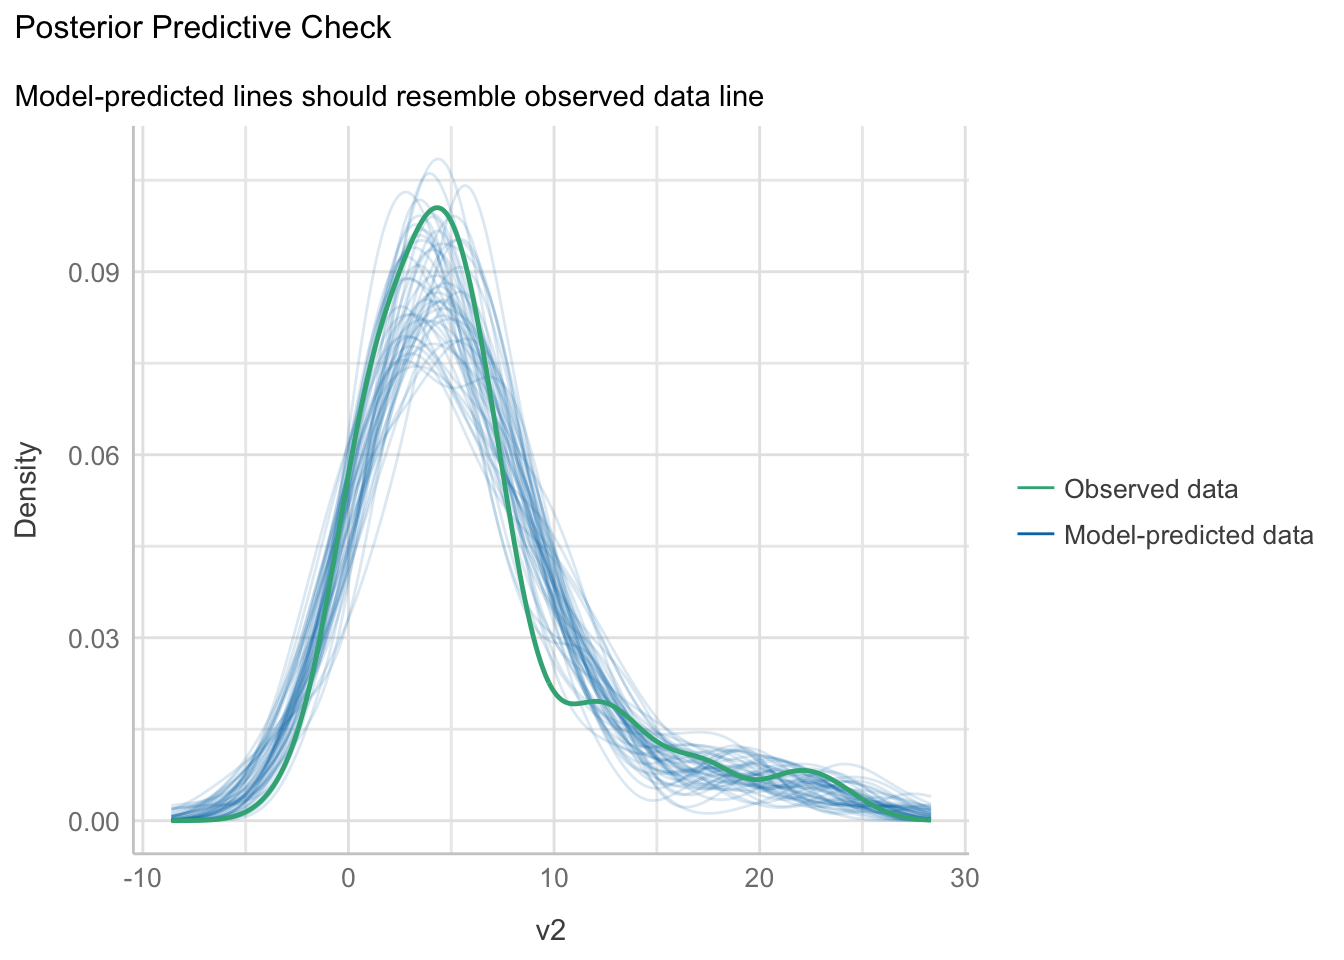 Posterior Predictive Check
Model-predicted lines should resemble observed data line
Density
0.09
0.06
0.03
0.00
-10
0
10
20
30
v2
Observed data
Model-predicted data